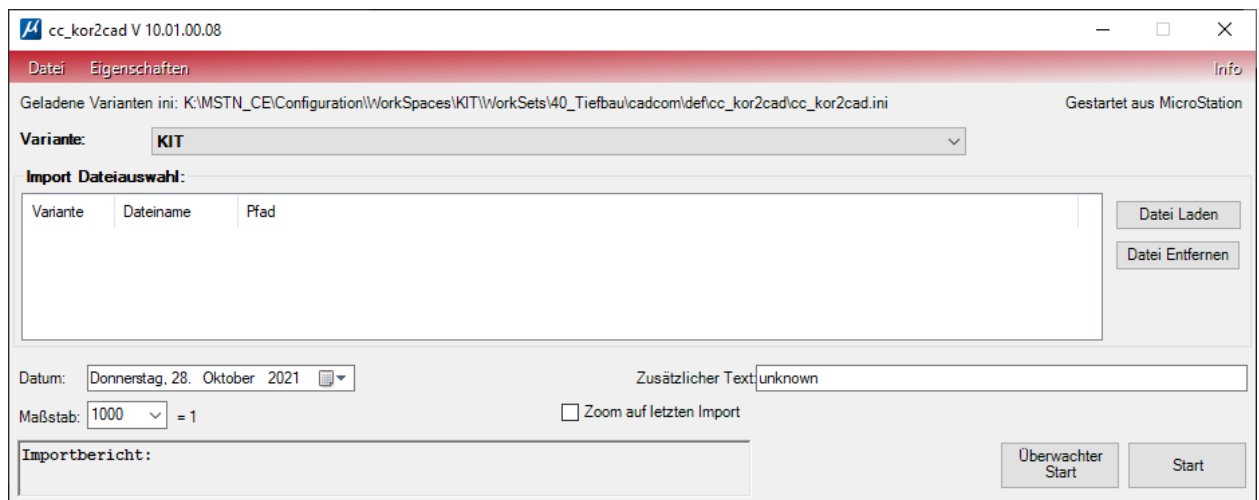 cc_kor2cad V 10.01.00.08
Datei Eigenschaften Info
Geladene Varianten ini: K:\MSTN_CE\Configuration\WorkSpaces\KIT\WorkSets\40_Tiefbau\cadcom\def\cc_kor2cad\cc_kor2cad.ini Gestartet aus MicroStation
Variante: KIT
Import Dateiauswahl:
Variante Dateiname Pfad
Datei Laden
Datei Entfernen
Datum: Donnerstag, 28. Oktober 2021 Zusätzlicher Text: unknown
Maßstab: 1000 = 1 Zoom auf letzten Import
Importbericht:
Überwachter
Start
Start